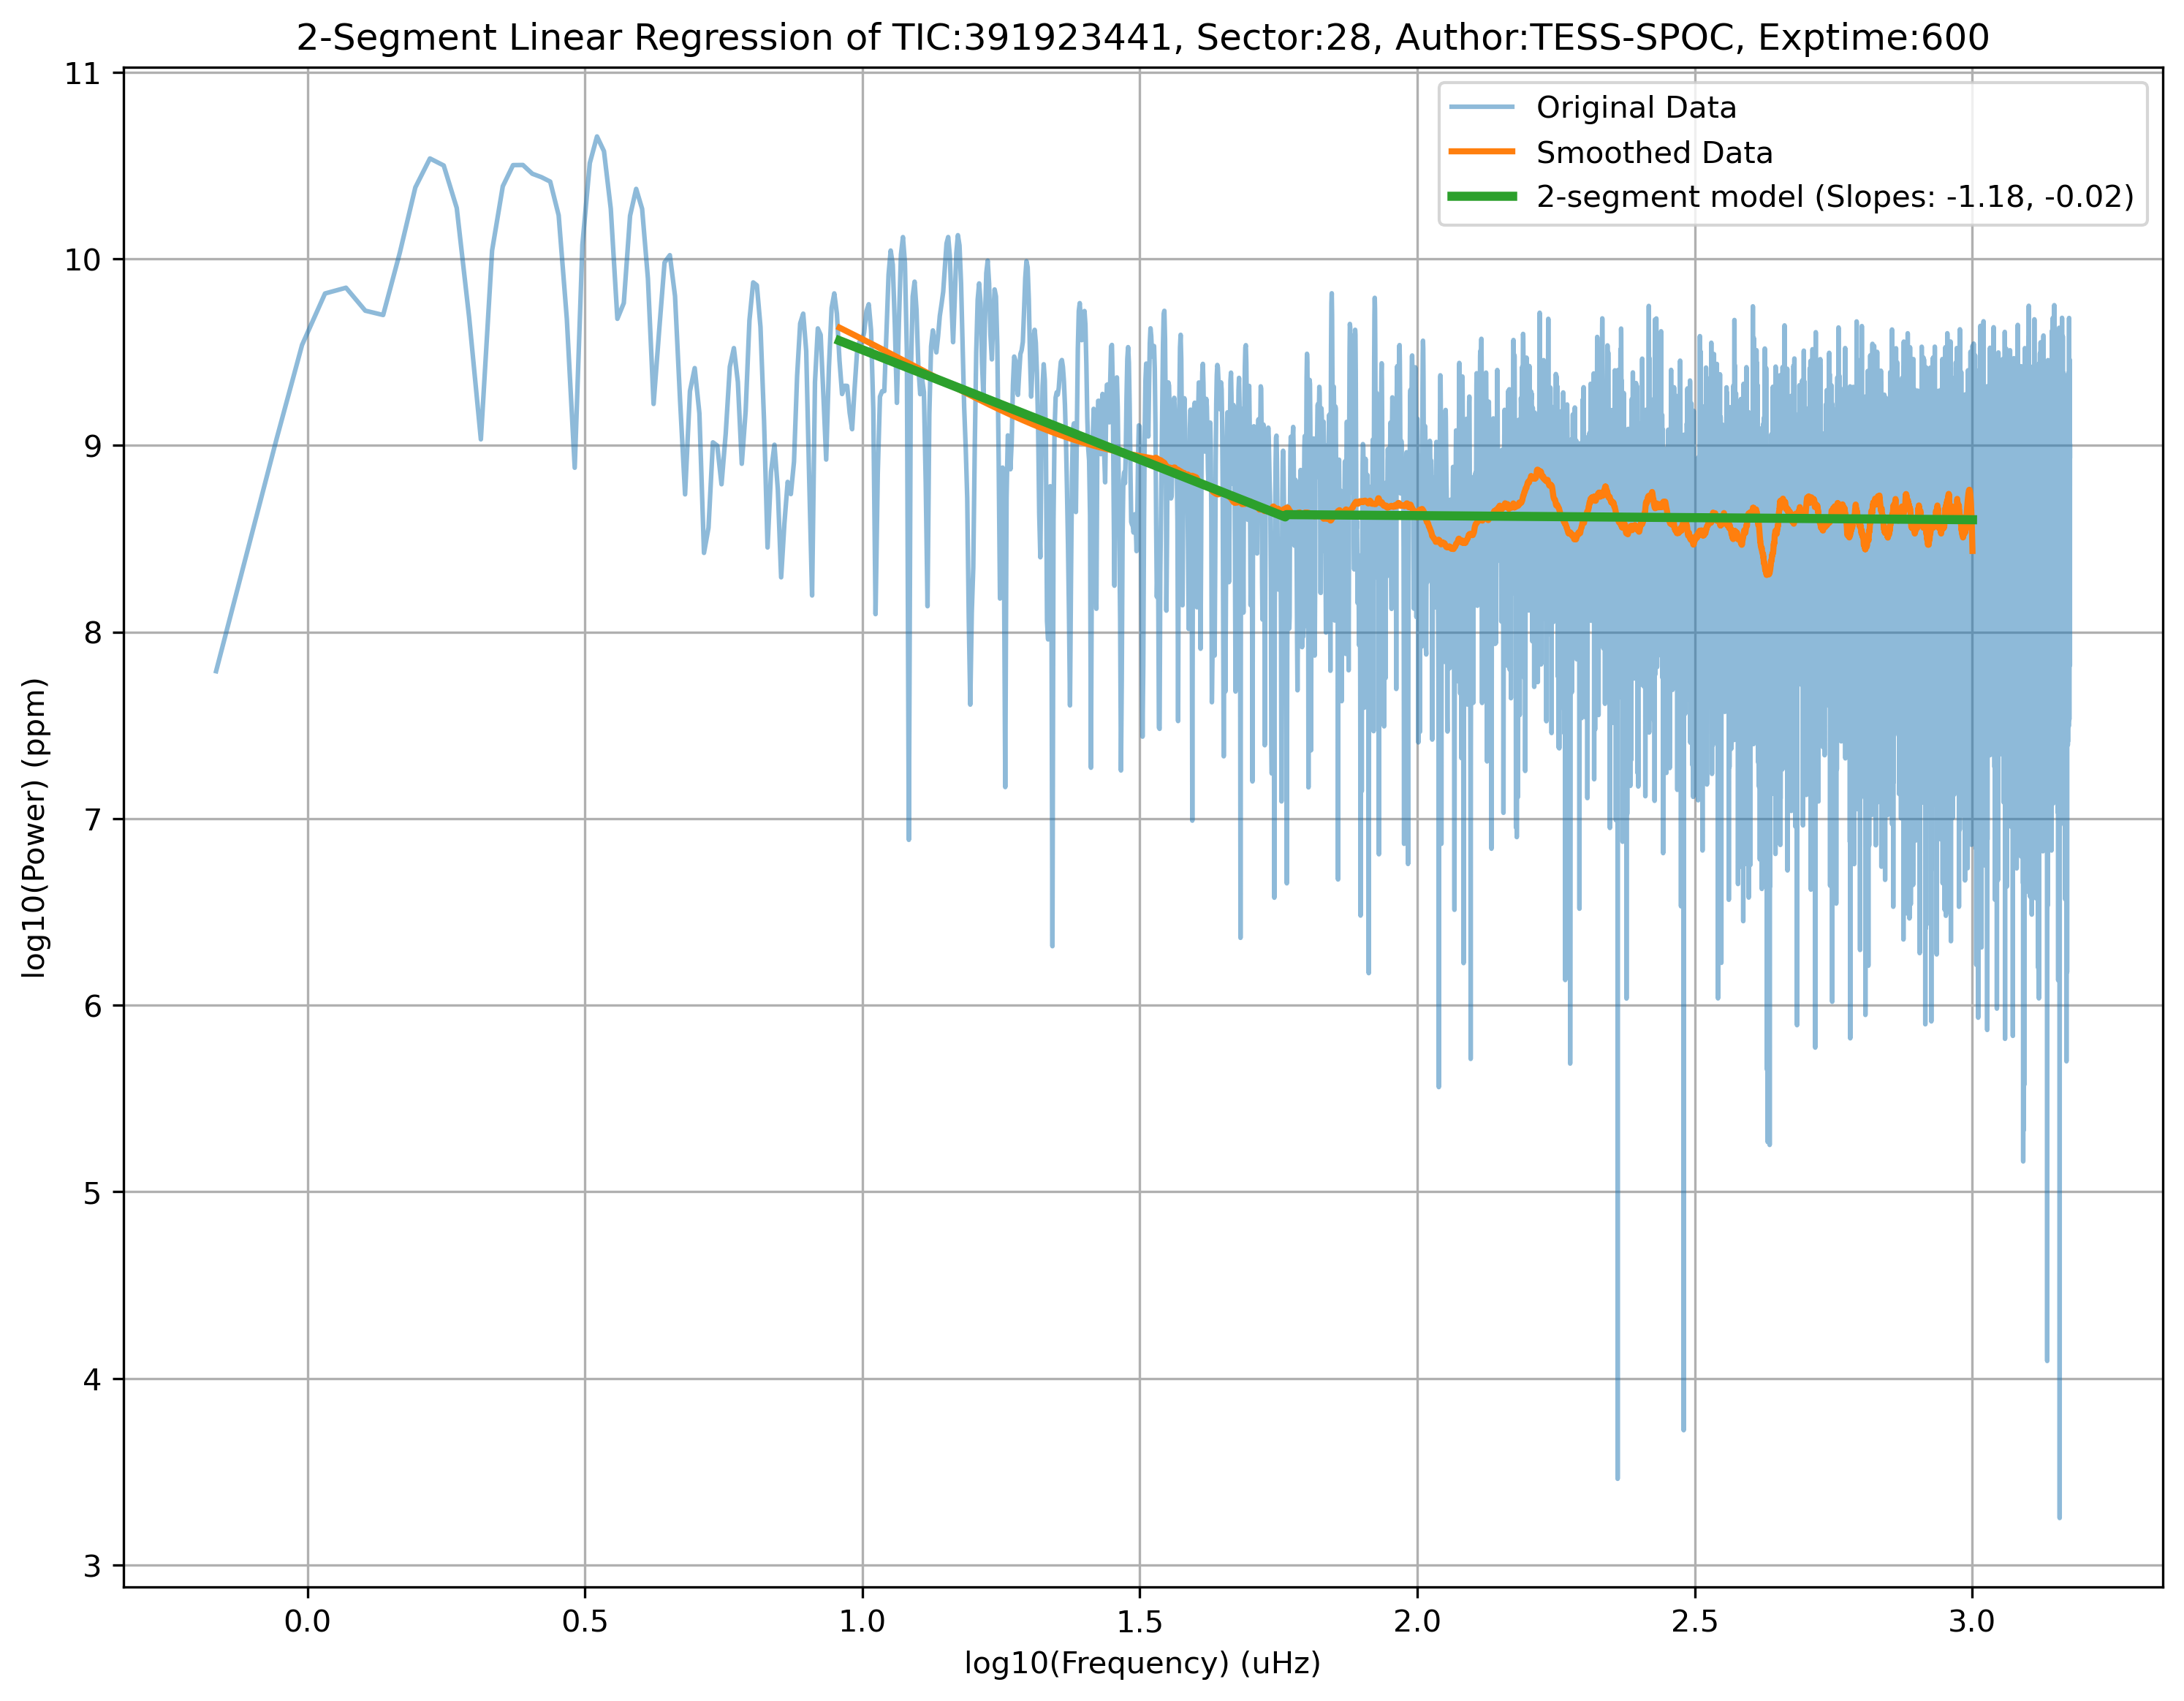 2-Segment Linear Regression of TIC:391923441, Sector:28, Author:TESS-SPOC, Exptime:600
Original Data
Smoothed Data
2-segment model (Slopes: -1.18, -0.02)
log10(Power) (ppm)
11
10
9
8
7
6
5
4
3
0.0 0.5 1.0 1.5 2.0 2.5 3.0
log10(Frequency) (uHz)